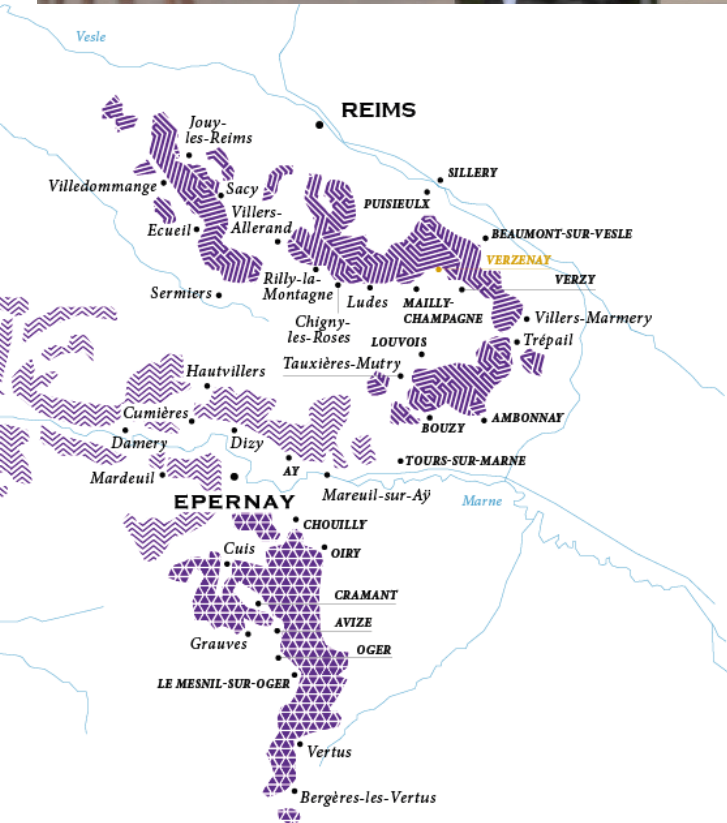 Vesle
REIMS
Jouy-
les-Reims
SILLERY
Villedommange
Sacy
PUISIEULX
Villers-
Allerand
Ecueil
BEAUMONT-SUR-VESLE
VERZENAY
VERZY
Rilly-la-
Montagne
Sermiers
Ludes
MAILLY-
CHAMPAGNE
Villers-Marmery
Chigny-
les-Roses
LOUVOIS
Trépail
Tauxières-Mutry
Hautvillers
Cumières
AMBONNAY
BOUZY
Damery
Dizy
TOURS-SUR-MARNE
AY
Mardeuil
Mareuil-sur-Aÿ
Marne
EPERNAY
CHOUILLY
Cuis
OIRY
CRAMANT
AVIZE
Grauves
OGER
LE MESNIL-SUR-OGER
Vertus
Bergères-les-Vertus